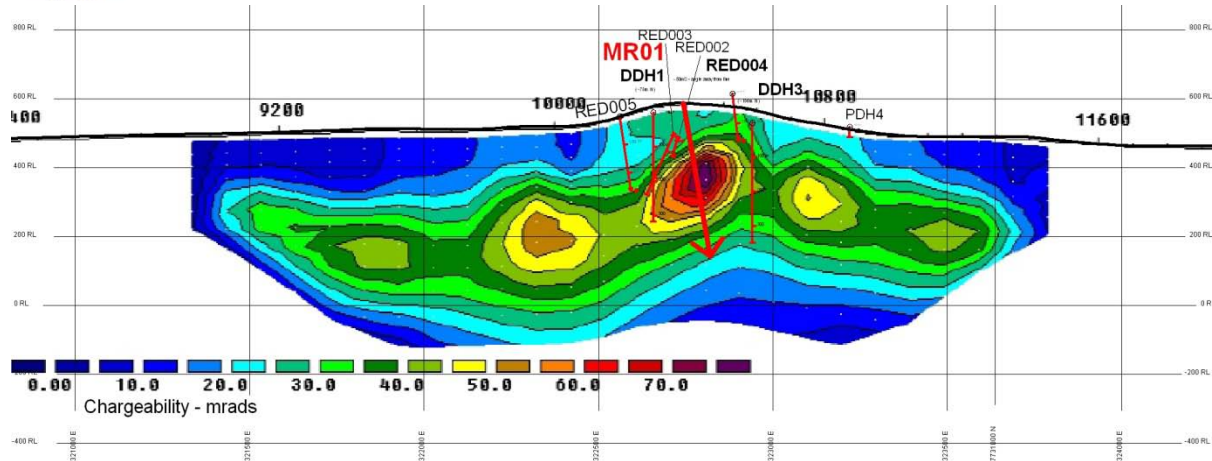 800 RL
800 RL
RED003
RED002
MR01
RED004
DDH1
DDH3
600 RL
600 RL
400
9200
10000
RED005
10800
PDH4
11600
400 RL
400 RL
200 RL
200 RL
0 RL
0 R
0.00 10.0 20.0 30.0 40.0 50.0 60.0 70.0
-200 RL
Chargeability - mrads
-400 RL
-400 RL
321000 E
321500 E
322000 E
322500 E
323000 E
323500 E
7731000 N
324000 E